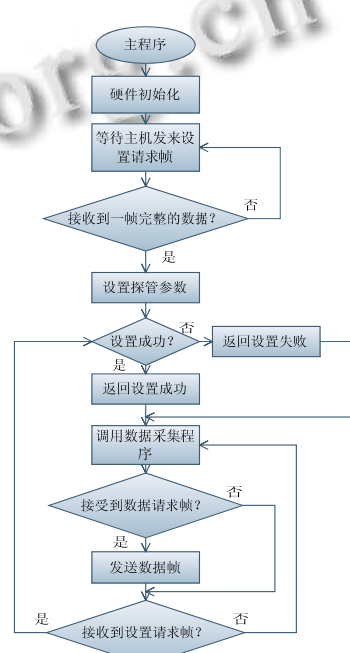 org.cn
主程序
硬件初始化
等待主机发来设
置请求帧
接收到一帧完整的数据?
否
是
设置探管参数
设置成功?
否
返回设置失败
是
返回设置成功
调用数据采集程
序
接受到数据请求帧?
否
是
发送数据帧
接收到设置请求帧?
是
否